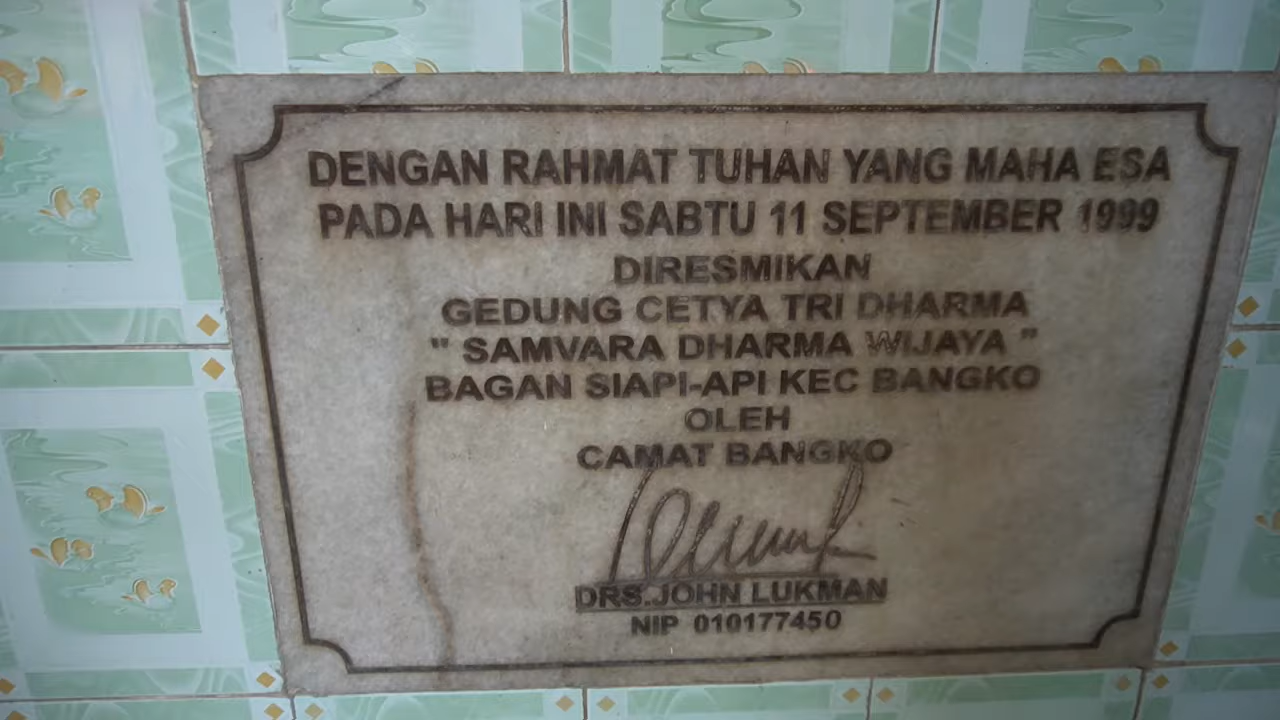 DENGAN RAHMAT TUHAN YANG MAHA ESA
PADA HARI INI SABTU 11 SEPTEMBER 1999
DIRESMIKAN
GEDUNG CETYA TRI DHARMA
" SAMVARA DHARMA WIJAYA "
BAGAN SIAPI-API KEC BANGKO
OLEH
CAMAT BANGKO
DRS.JOHN LUKMAN
NIP 010177450